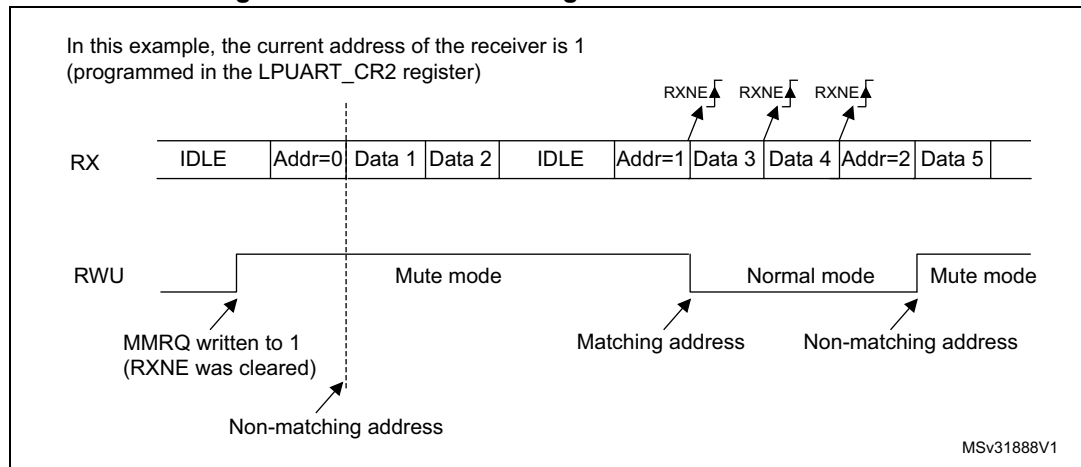 In this example, the current address of the receiver is 1
(programmed in the LPUART_CR2 register)
RXNE RXNE RXNE
RX IDLE Addr=0 Data 1 Data 2 IDLE Addr=1 Data 3 Data 4 Addr=2 Data 5
RWU Mute mode Normal mode Mute mode
MMRQ written to 1 Matching address Non-matching address
(RXNE was cleared)
Non-matching address
MSv31888V1